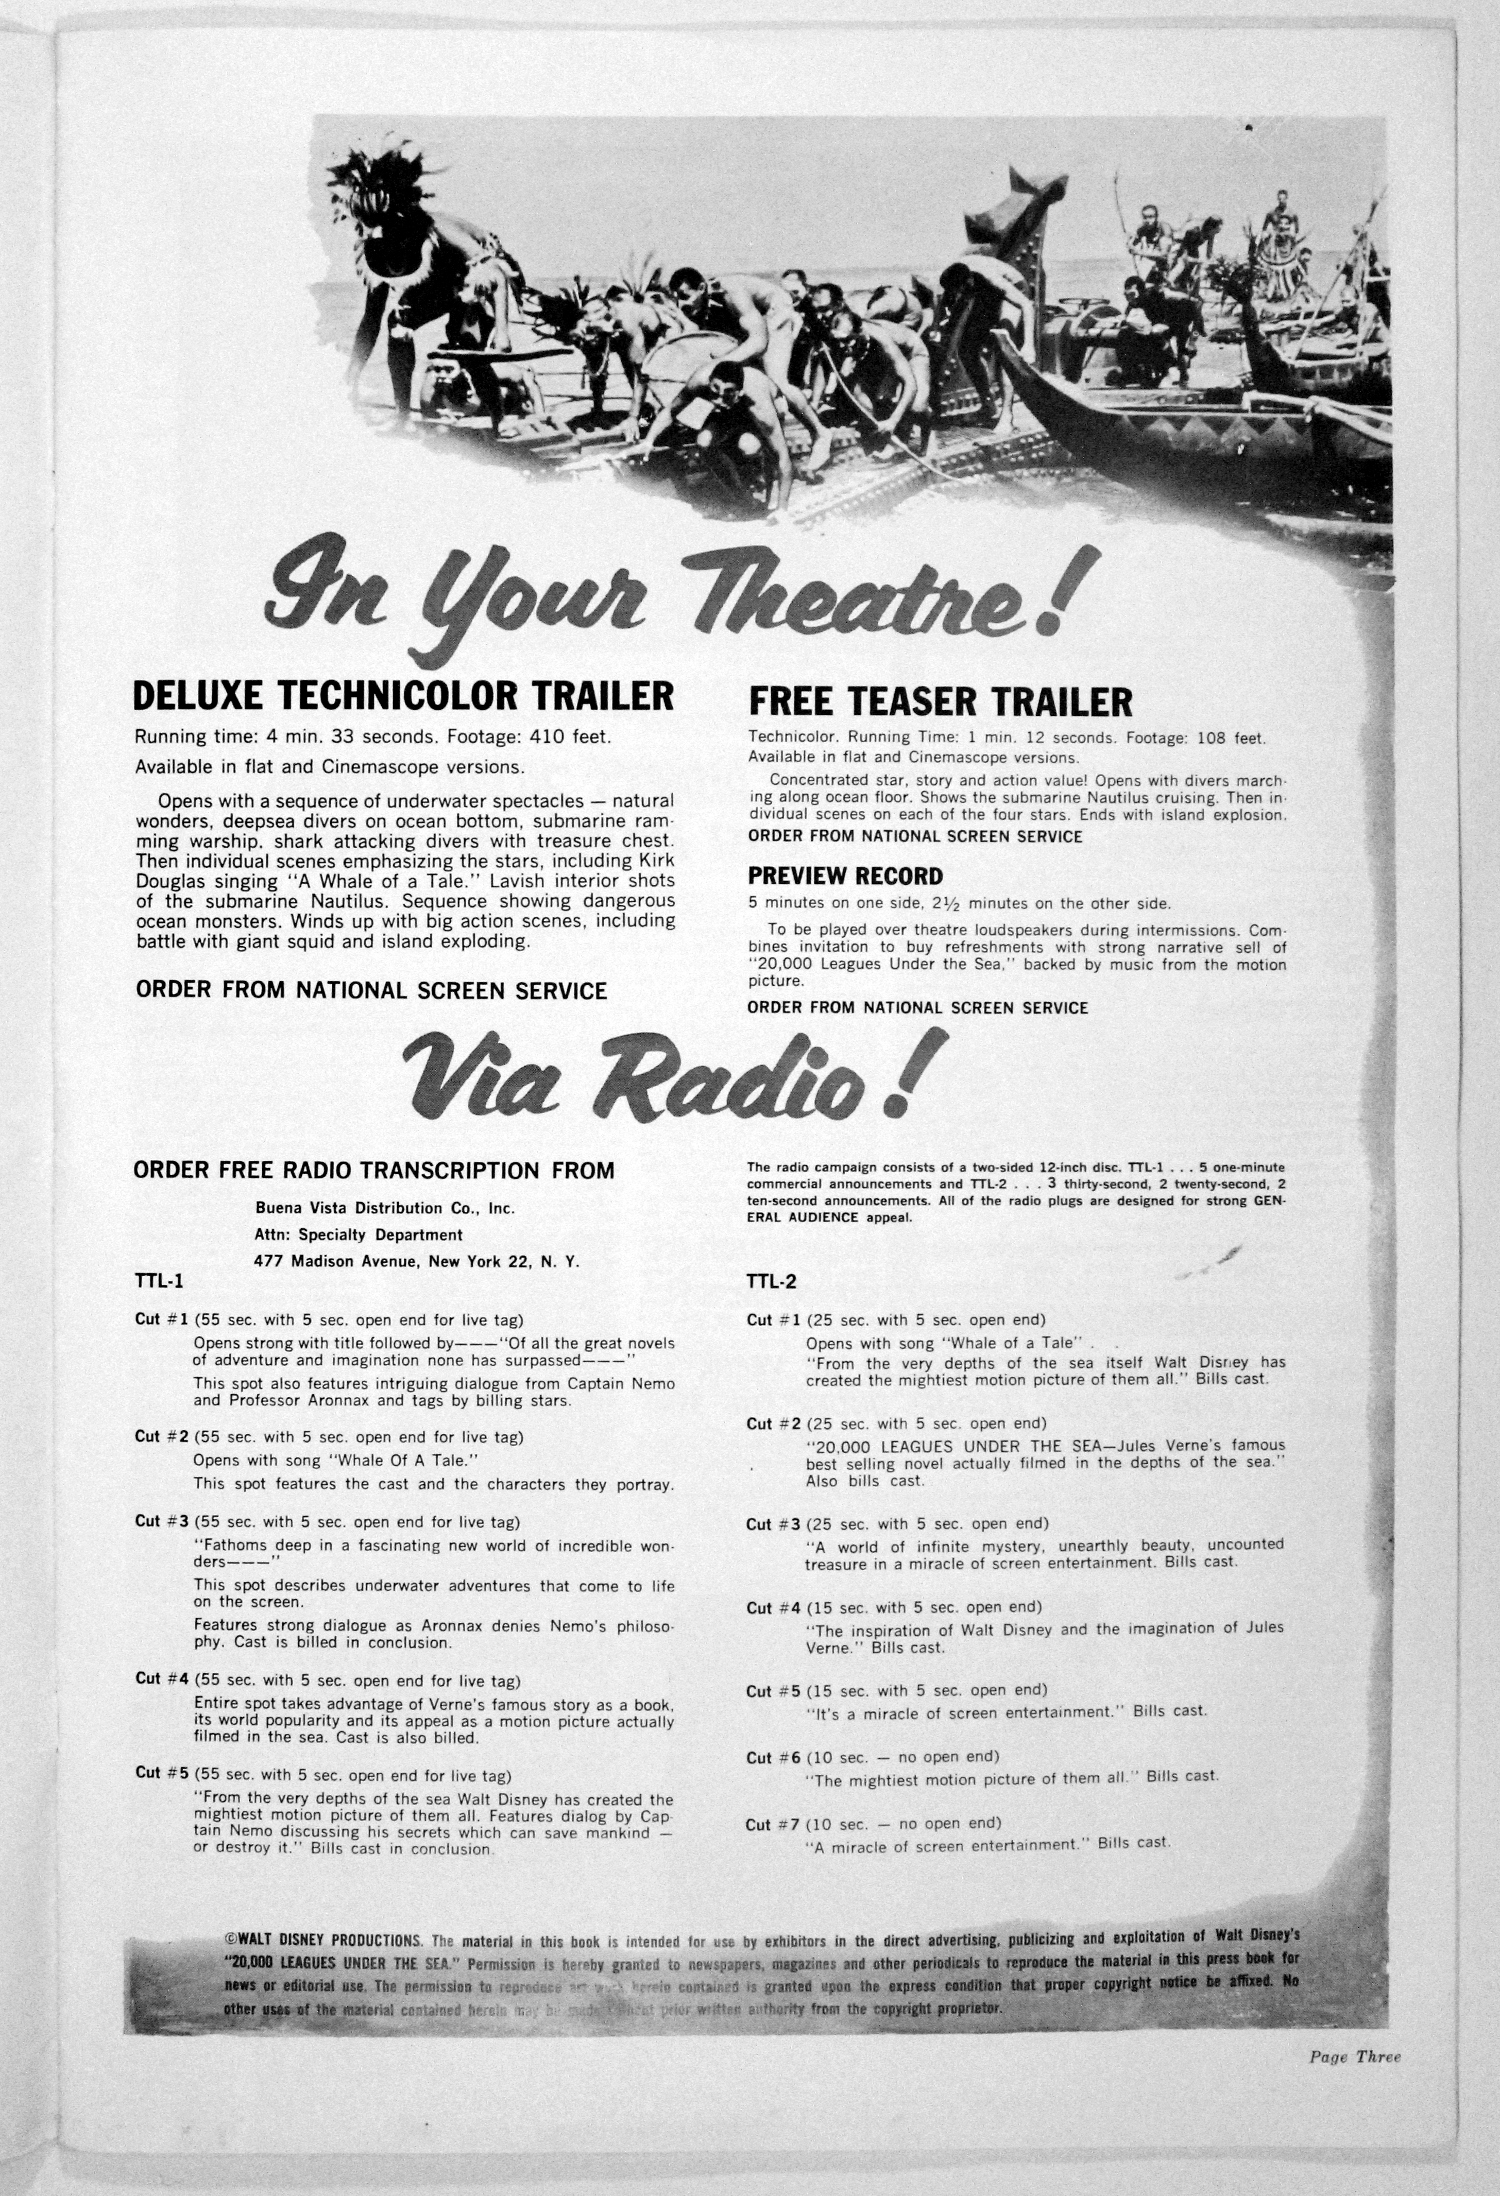 In Your Theatre!
DELUXE TECHNICOLOR TRAILER
Running time: 4 min. 33 seconds. Footage: 410 feet.
Available in flat and Cinemascope versions.
Opens with a sequence of underwater spectacles — natural
wonders, deepsea divers on ocean bottom, submarine ram-
ming warship. shark attacking divers with treasure chest.
Then individual scenes emphasizing the stars, including Kirk
Douglas singing "A Whale of a Tale." Lavish interior shots
of the submarine Nautilus. Sequence showing dangerous
ocean monsters. Winds up with big action scenes, including
battle with giant squid and island exploding.
ORDER FROM NATIONAL SCREEN SERVICE
FREE TEASER TRAILER
Technicolor. Running Time: 1 min. 12 seconds. Footage: 108 feet.
Available in flat and Cinemascope versions.
Concentrated star, story and action value! Opens with divers march-
ing along ocean floor. Shows the submarine Nautilus cruising. Then in-
dividual scenes on each of the four stars. Ends with island explosion.
ORDER FROM NATIONAL SCREEN SERVICE
PREVIEW RECORD
5 minutes on one side, 2½ minutes on the other side.
To be played over theatre loudspeakers during intermissions. Com-
bines invitation to buy refreshments with strong narrative sell of
"20,000 Leagues Under the Sea," backed by music from the motion
picture.
ORDER FROM NATIONAL SCREEN SERVICE
Via Radio!
ORDER FREE RADIO TRANSCRIPTION FROM
Buena Vista Distribution Co., Inc.
Attn: Specialty Department
477 Madison Avenue, New York 22, N. Y.
The radio campaign consists of a two-sided 12-inch disc. TTL-1 . . . 5 one-minute
commercial announcements and TTL-2 . . . 3 thirty-second, 2 twenty-second, 2
ten-second announcements. All of the radio plugs are designed for strong GEN-
ERAL AUDIENCE appeal.
TTL-1
Cut #1 (55 sec. with 5 sec. open end for live tag)
Opens strong with title followed by———"Of all the great novels
of adventure and imagination none has surpassed———"
This spot also features intriguing dialogue from Captain Nemo
and Professor Aronnax and tags by billing stars.
Cut #2 (55 sec. with 5 sec. open end for live tag)
Opens with song "Whale Of A Tale."
This spot features the cast and the characters they portray.
Cut #3 (55 sec. with 5 sec. open end for live tag)
"Fathoms deep in a fascinating new world of incredible won-
ders———"
This spot describes underwater adventures that come to life
on the screen.
Features strong dialogue as Aronnax denies Nemo's philoso-
phy. Cast is billed in conclusion.
Cut #4 (55 sec. with 5 sec. open end for live tag)
Entire spot takes advantage of Verne's famous story as a book,
its world popularity and its appeal as a motion picture actually
filmed in the sea. Cast is also billed.
Cut #5 (55 sec. with 5 sec. open end for live tag)
"From the very depths of the sea Walt Disney has created the
mightiest motion picture of them all. Features dialog by Cap-
tain Nemo discussing his secrets which can save mankind —
or destroy it." Bills cast in conclusion.
TTL-2
Cut #1 (25 sec. with 5 sec. open end)
Opens with song "Whale of a Tale" . .
"From the very depths of the sea itself Walt Disney has
created the mightiest motion picture of them all." Bills cast.
Cut #2 (25 sec. with 5 sec. open end)
"20,000 LEAGUES UNDER THE SEA—Jules Verne's famous
best selling novel actually filmed in the depths of the sea."
Also bills cast.
Cut #3 (25 sec. with 5 sec. open end)
"A world of infinite mystery, unearthly beauty, uncounted
treasure in a miracle of screen entertainment. Bills cast.
Cut #4 (15 sec. with 5 sec. open end)
"The inspiration of Walt Disney and the imagination of Jules
Verne." Bills cast.
Cut #5 (15 sec. with 5 sec. open end)
"It's a miracle of screen entertainment." Bills cast.
Cut #6 (10 sec. — no open end)
"The mightiest motion picture of them all." Bills cast.
Cut #7 (10 sec. — no open end)
"A miracle of screen entertainment." Bills cast.
©WALT DISNEY PRODUCTIONS. The material in this book is intended for use by exhibitors in the direct advertising, publicizing and exploitation of Walt Disney's
"20,000 LEAGUES UNDER THE SEA." Permission is hereby granted to newspapers, magazines and other periodicals to reproduce the material in this press book for
news or editorial use. The permission to reproduce art work herein contained is granted upon the express condition that proper copyright notice be affixed. No
other uses of the material contained herein may be made without prior written authority from the copyright proprietor.
Page Three